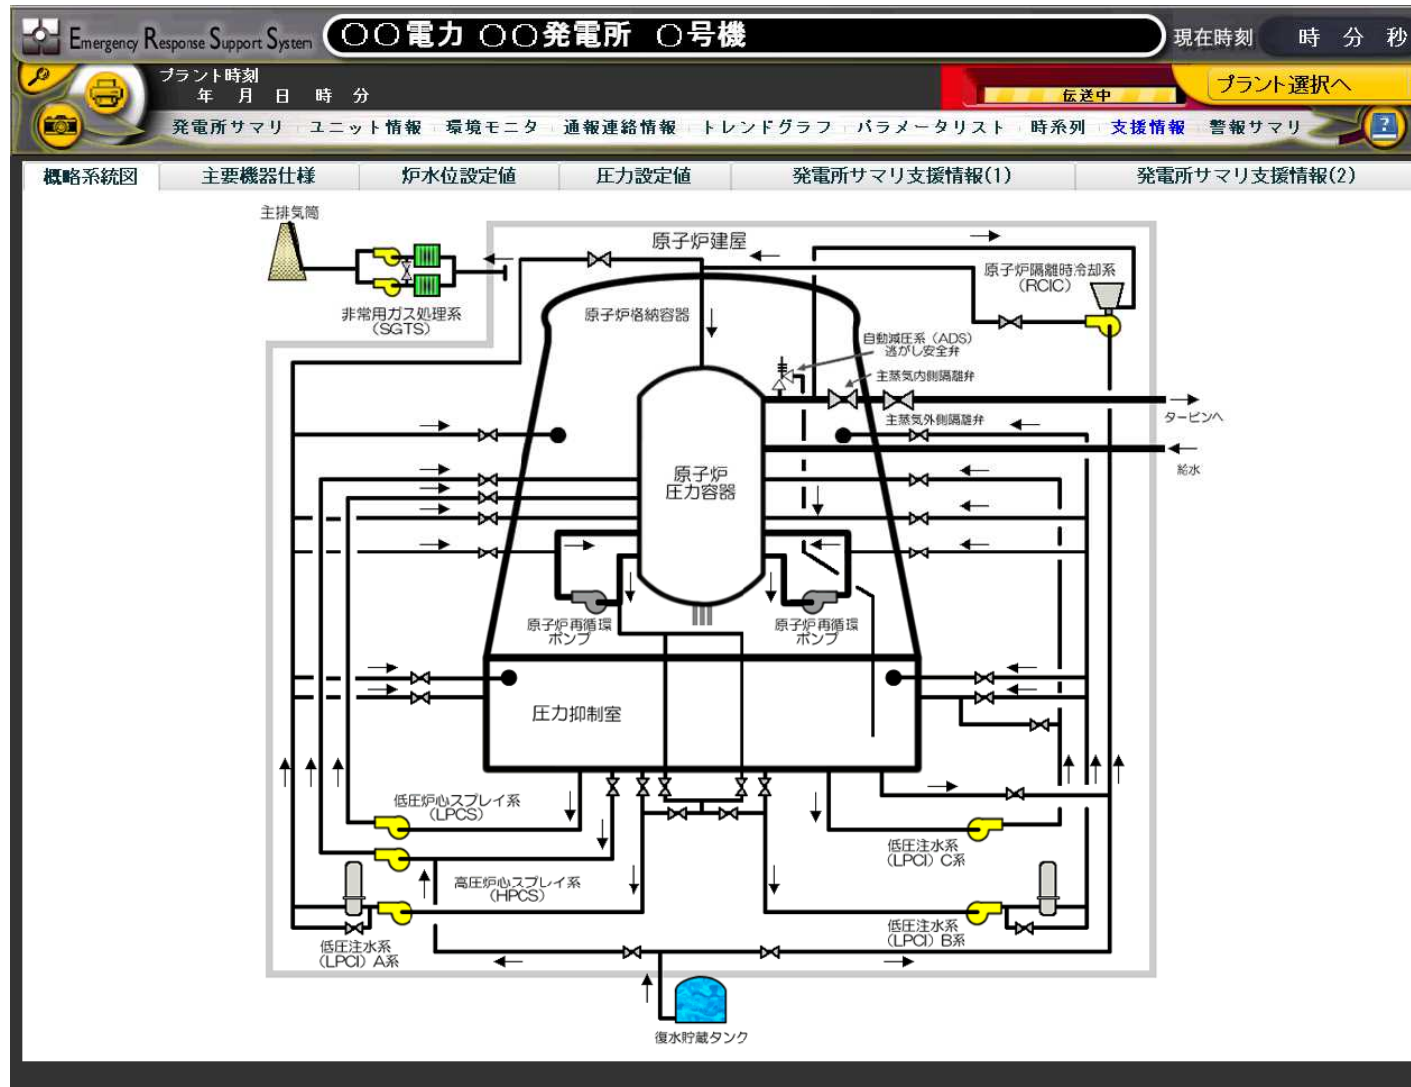 Emergency Response Support System
〇〇電力 〇〇発電所 〇号機
現在時刻 時 分 秒
プラント時刻
年 月 日 時 分
伝送中
プラント選択へ
発電所サマリ ユニット情報 環境モニタ 通報連絡情報 トレンドグラフ パラメータリスト 時系列 支援情報 警報サマリ
?
概略系統図 主要機器仕様 炉水位設定値 圧力設定値 発電所サマリ支援情報(1) 発電所サマリ支援情報(2)
主排気筒
原子炉建屋
原子炉隔離時冷却系
(RCIC)
非常用ガス処理系
(SGTS)
原子炉格納容器
自動減圧系(ADS)
逃がし安全弁
主蒸気内側隔離弁
タービンへ
主蒸気外側隔離弁
給水
原子炉
圧力容器
原子炉再循環
ポンプ
原子炉再循環
ポンプ
圧力抑制室
低圧炉心スプレイ系
(LPCS)
低圧注水系
(LPCI) C系
高圧炉心スプレイ系
(HPCS)
低圧注水系
(LPCI) B系
低圧注水系
(LPCI) A系
復水貯蔵タンク